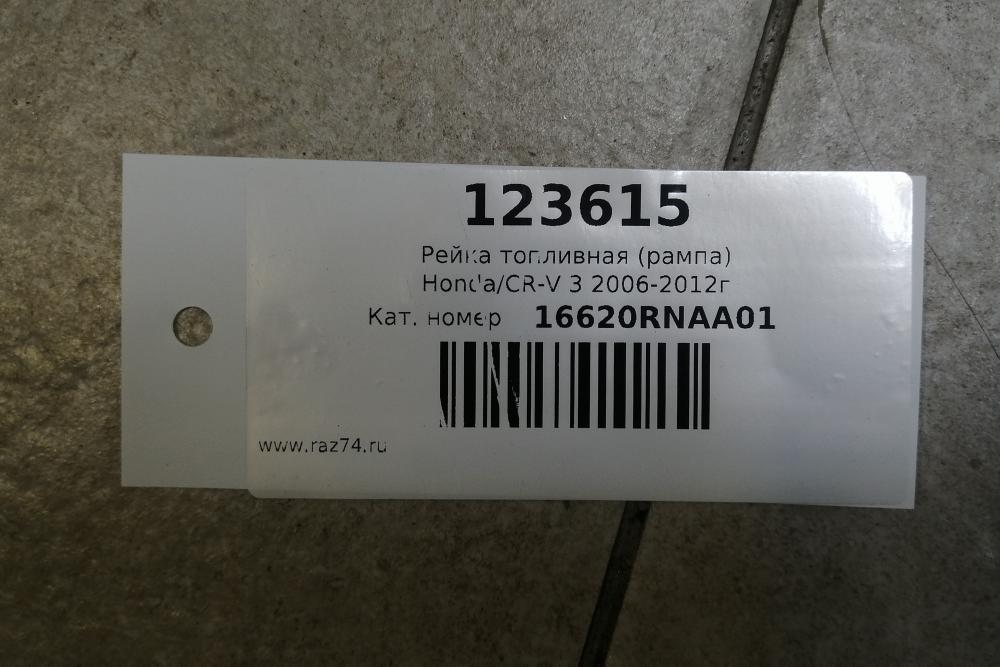 123615
Рейка топливная (рампа)
Honda/CR-V 3 2006-2012г
Кат. номер 16620RNAA01
www.raz74.ru